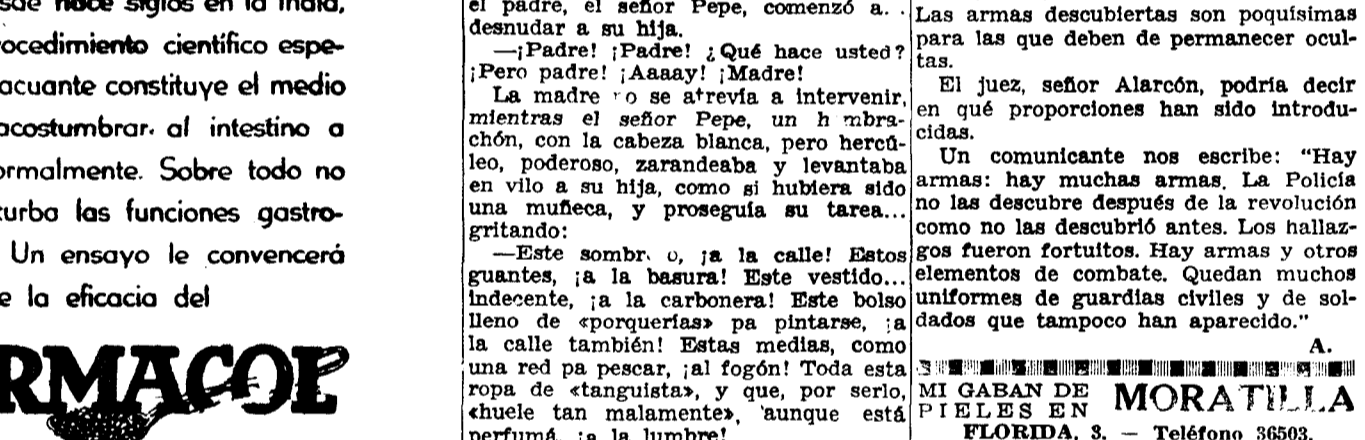 hace siglos en la India,
ocedimiento científico espe-
acuante constituye el medio
acostumbrar al intestino a
ormalmente. Sobre todo no
turba las funciones gastro-
Un ensayo le convencerá
e la eficacia del
RMACOL
el padre, el señor Pepe, comenzó a..
desnudar a su hija.
—¡Padre! ¡Padre! ¿Qué hace usted?
¡Pero padre! ¡Aaaay! ¡Madre!
La madre ro se atrevía a intervenir,
mientras el señor Pepe, un h mbra-
chón, con la cabeza blanca, pero hercú-
leo, poderoso, zarandeaba y levantaba
en vilo a su hija, como si hubiera sido
una muñeca, y proseguía su tarea...
gritando:
—Este sombr. o, ¡a la calle! Estos
guantes, ¡a la basura! Este vestido...
indecente, ¡a la carbonera! Este bolso
lleno de «porquerías» pa pintarse, ¡a
la calle también! Estas medias, como
una red pa pescar, ¡al fogón! Toda esta
ropa de «tanguista», y que, por serlo,
«huele tan malamente», aunque está
perfumá, ¡a la lumbre!
Las armas descubiertas son poquísimas
para las que deben de permanecer ocul-
tas.
El juez, señor Alarcón, podría decir
en qué proporciones han sido introdu-
cidas.
Un comunicante nos escribe: "Hay
armas: hay muchas armas. La Policía
no las descubre después de la revolución
como no las descubrió antes. Los hallaz-
gos fueron fortuitos. Hay armas y otros
elementos de combate. Quedan muchos
uniformes de guardias civiles y de sol-
dados que tampoco han aparecido."
A.
MI GABAN DE
PIELES EN
MORATILLA
FLORIDA, 3. — Teléfono 36503.